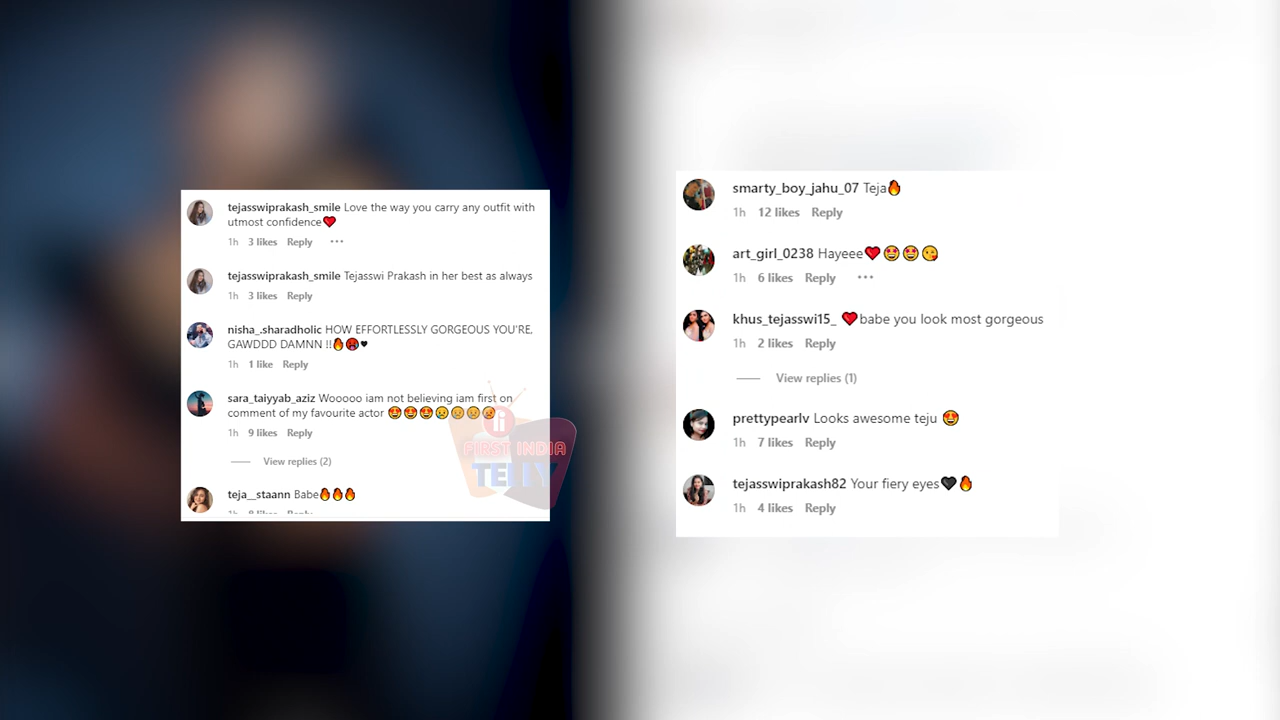 tejasswiprakash_smile Love the way you carry any outfit with
utmost confidence❤️
1h 3 likes Reply ...
tejasswiprakash_smile Tejasswi Prakash in her best as always
1h 3 likes Reply
nisha_.sharadholic HOW EFFORTLESSLY GORGEOUS YOU'RE,
GAWDDD DAMNN !!🔥🥵🖤
1h 1 like Reply
sara_taiyyab_aziz Wooooo iam not believing iam first on
comment of my favourite actor 🤩🤩🤩😢😢😢🥵
1h 9 likes Reply
View replies (2)
teja__staann Babe🔥🔥🔥
1h 8 likes Reply
FIRST INDIA
TELLY
smarty_boy_jahu_07 Teja🔥
1h 12 likes Reply
art_girl_0238 Hayeee❤️🤩🤩😘
1h 6 likes Reply ...
khus_tejasswi15_ ❤️babe you look most gorgeous
1h 2 likes Reply
View replies (1)
prettypearlv Looks awesome teju 🤩
1h 7 likes Reply
tejasswiprakash82 Your fiery eyes🖤🔥
1h 4 likes Reply